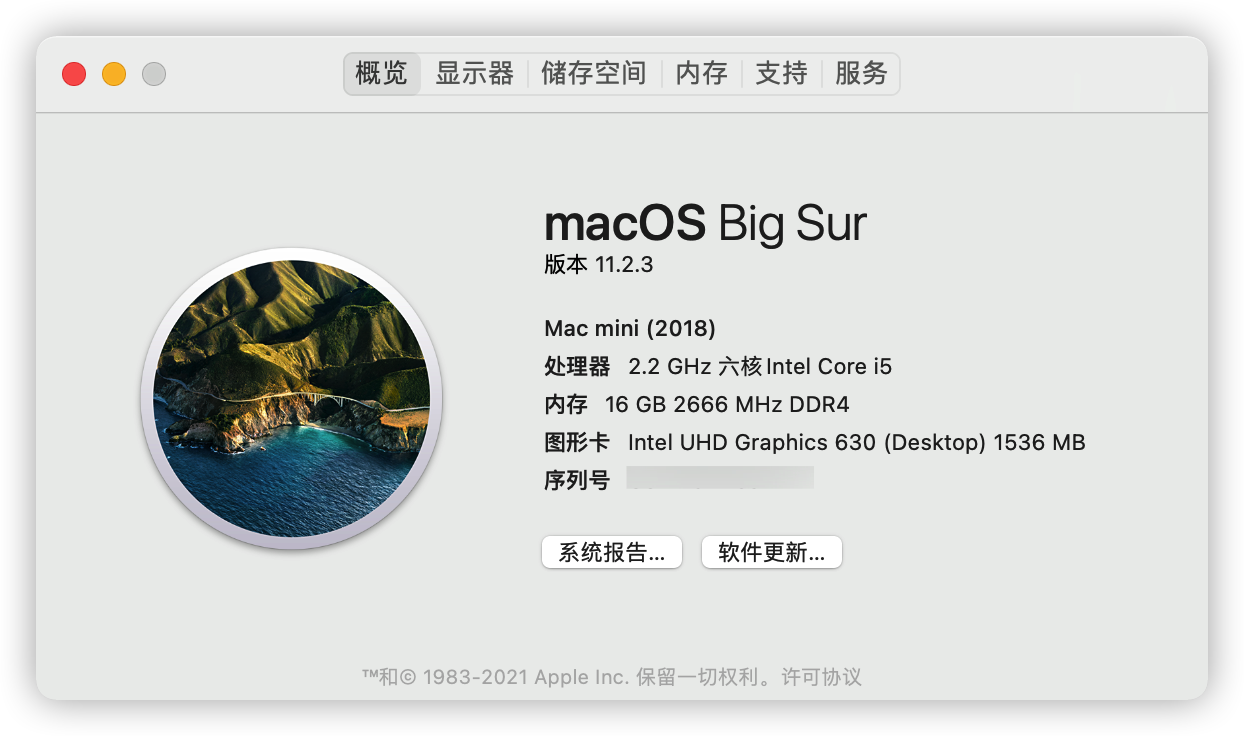 概览 显示器 储存空间 内存 支持 服务
macOS Big Sur
版本 11.2.3
Mac mini (2018)
处理器 2.2 GHz 六核Intel Core i5
内存 16 GB 2666 MHz DDR4
图形卡 Intel UHD Graphics 630 (Desktop) 1536 MB
序列号
系统报告... 软件更新...
™和© 1983-2021 Apple Inc. 保留一切权利。许可协议